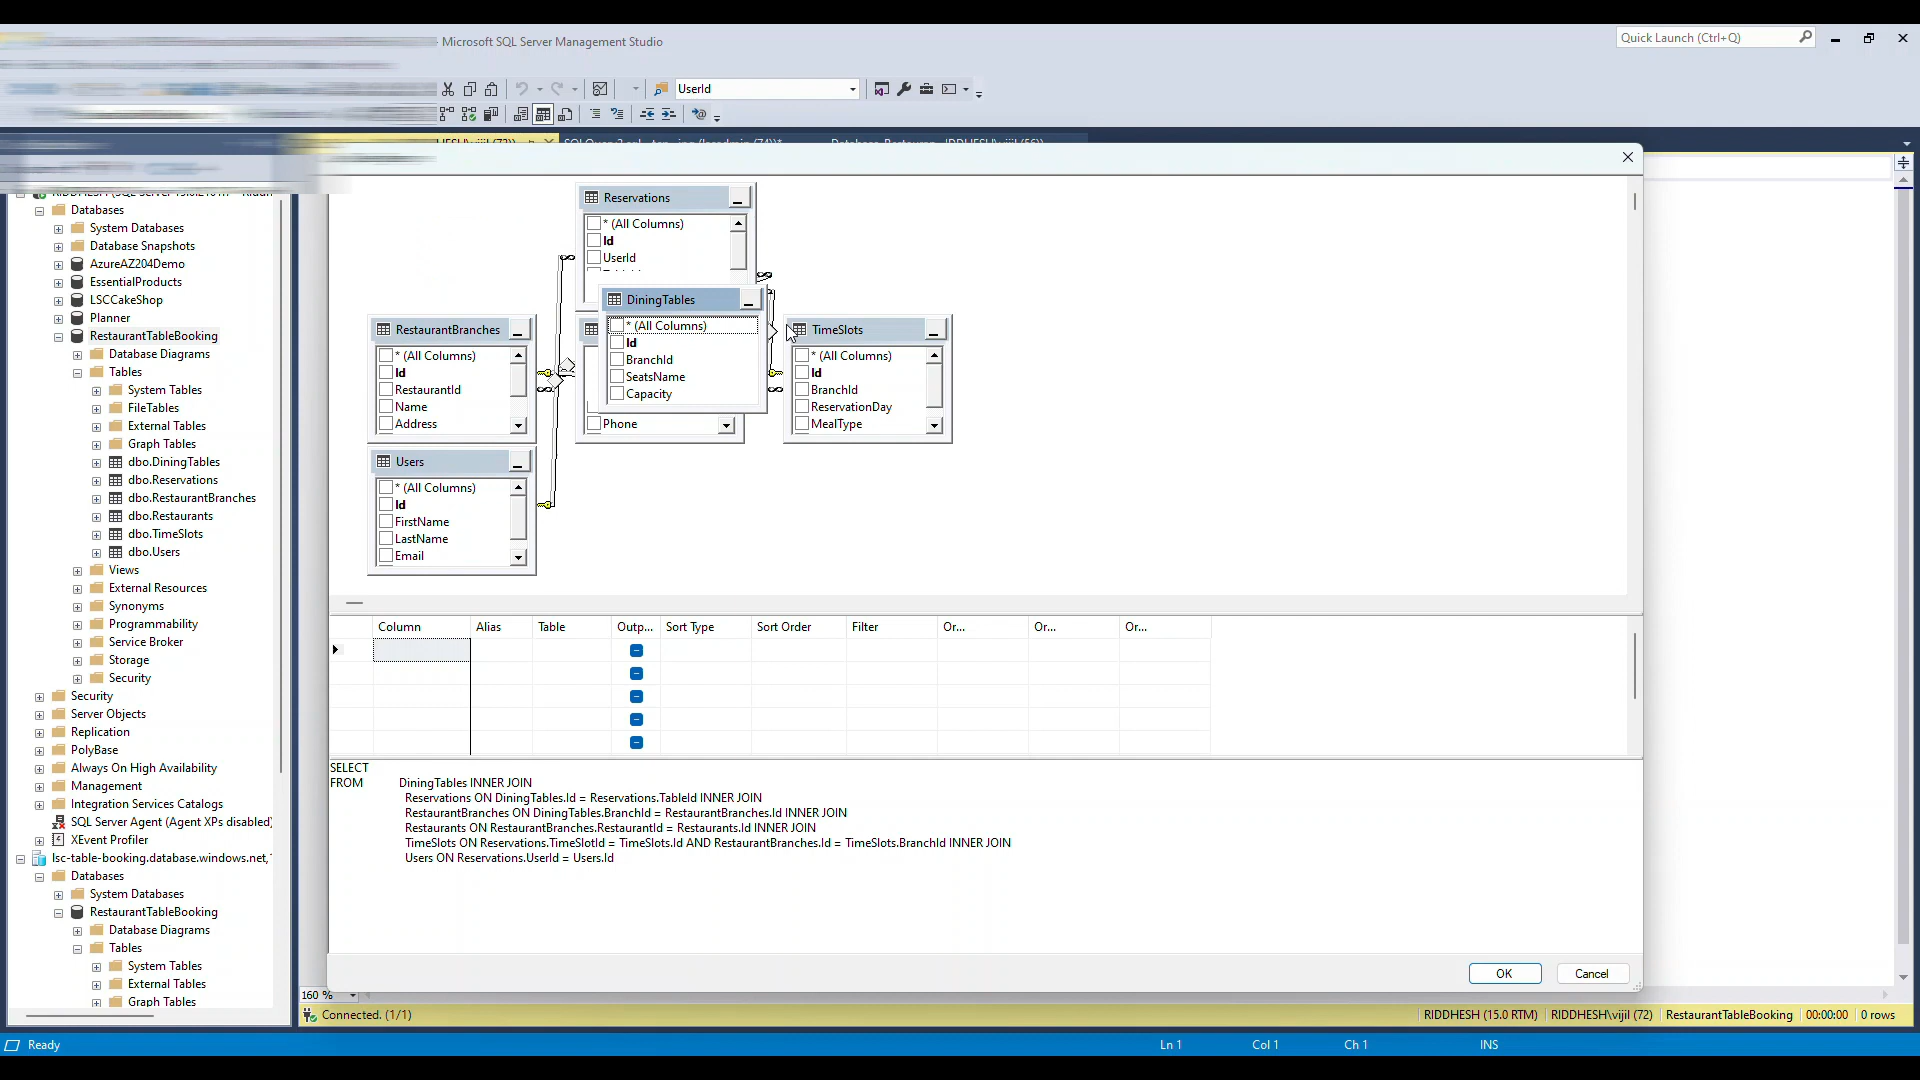 - Microsoft SQL Server Management Studio
Quick Launch (Ctrl+Q)
UserId
Databases
System Databases
Database Snapshots
AzureAZ204Demo
EssentialProducts
LSCCakeShop
Planner
RestaurantTableBooking
Database Diagrams
Tables
System Tables
FileTables
External Tables
Graph Tables
dbo.DiningTables
dbo.Reservations
dbo.RestaurantBranches
dbo.Restaurants
dbo.TimeSlots
dbo.Users
Views
External Resources
Synonyms
Programmability
Service Broker
Storage
Security
Security
Server Objects
Replication
PolyBase
Always On High Availability
Management
Integration Services Catalogs
SQL Server Agent (Agent XPs disabled)
XEvent Profiler
lsc-table-booking.database.windows.net,
Databases
System Databases
RestaurantTableBooking
Database Diagrams
Tables
System Tables
External Tables
Graph Tables
Reservations
* (All Columns)
Id
UserId
DiningTables
* (All Columns)
Id
BranchId
SeatsName
Capacity
Phone
RestaurantBranches
* (All Columns)
Id
RestaurantId
Name
Address
TimeSlots
* (All Columns)
Id
BranchId
ReservationDay
MealType
Users
* (All Columns)
Id
FirstName
LastName
Email
Column Alias Table Outp... Sort Type Sort Order Filter Or... Or... Or...
SELECT
FROM DiningTables INNER JOIN
Reservations ON DiningTables.Id = Reservations.TableId INNER JOIN
RestaurantBranches ON DiningTables.BranchId = RestaurantBranches.Id INNER JOIN
Restaurants ON RestaurantBranches.RestaurantId = Restaurants.Id INNER JOIN
TimeSlots ON Reservations.TimeSlotId = TimeSlots.Id AND RestaurantBranches.Id = TimeSlots.BranchId INNER JOIN
Users ON Reservations.UserId = Users.Id
OK Cancel
160 %
Connected. (1/1) RIDDHESH (15.0 RTM) RIDDHESH\vijil (72) RestaurantTableBooking 00:00:00 0 rows
Ready Ln 1 Col 1 Ch 1 INS